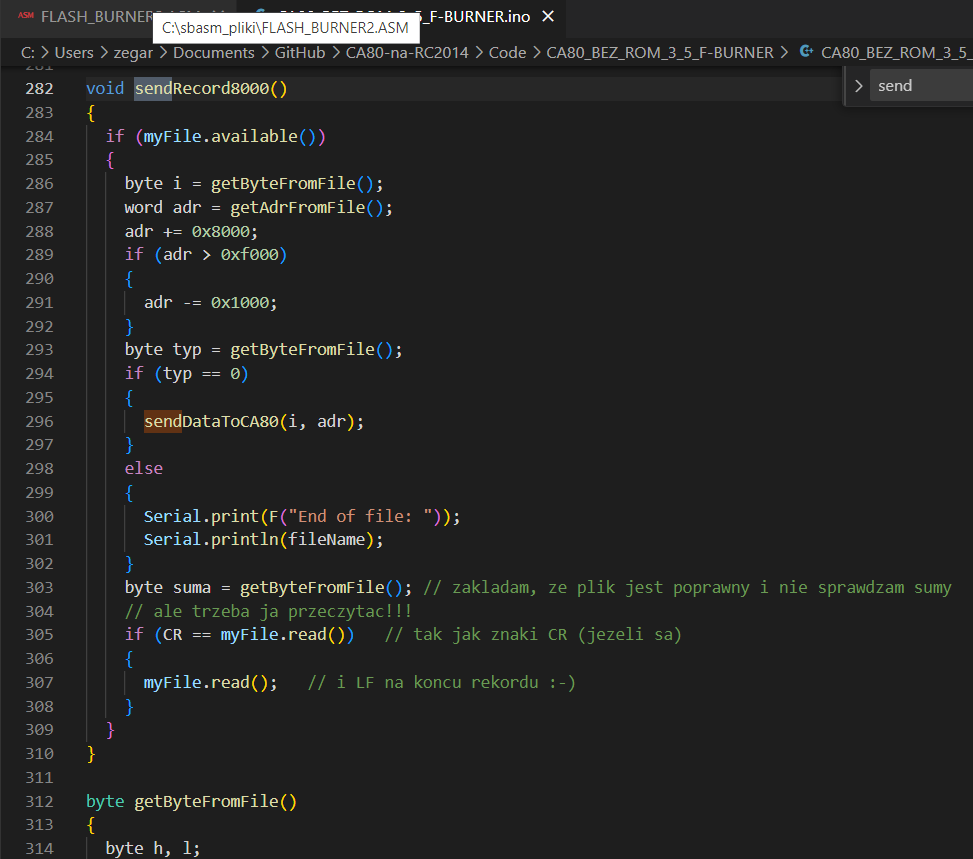 ASM FLASH_BURNER
_F-BURNER.ino
C:\sbasm_pliki\FLASH_BURNER2.ASM
C: > Users > zegar > Documents > GitHub > CA80-na-RC2014 > Code > CA80_BEZ_ROM_3_5_F-BURNER > CA80_BEZ_ROM_3_5_
send
282 void sendRecord8000()
283 {
284 if (myFile.available())
285 {
286 byte i = getByteFromFile();
287 word adr = getAdrFromFile();
288 adr += 0x8000;
289 if (adr > 0xf000)
290 {
291 adr -= 0x1000;
292 }
293 byte typ = getByteFromFile();
294 if (typ == 0)
295 {
296 sendDataToCA80(i, adr);
297 }
298 else
299 {
300 Serial.print(F("End of file: "));
301 Serial.println(fileName);
302 }
303 byte suma = getByteFromFile(); // zakladam, ze plik jest poprawny i nie sprawdzam sumy
304 // ale trzeba ja przeczytac!!!
305 if (CR == myFile.read()) // tak jak znaki CR (jezeli sa)
306 {
307 myFile.read(); // i LF na koncu rekordu :-)
308 }
309 }
310 }
311
312 byte getByteFromFile()
313 {
314 byte h, l;